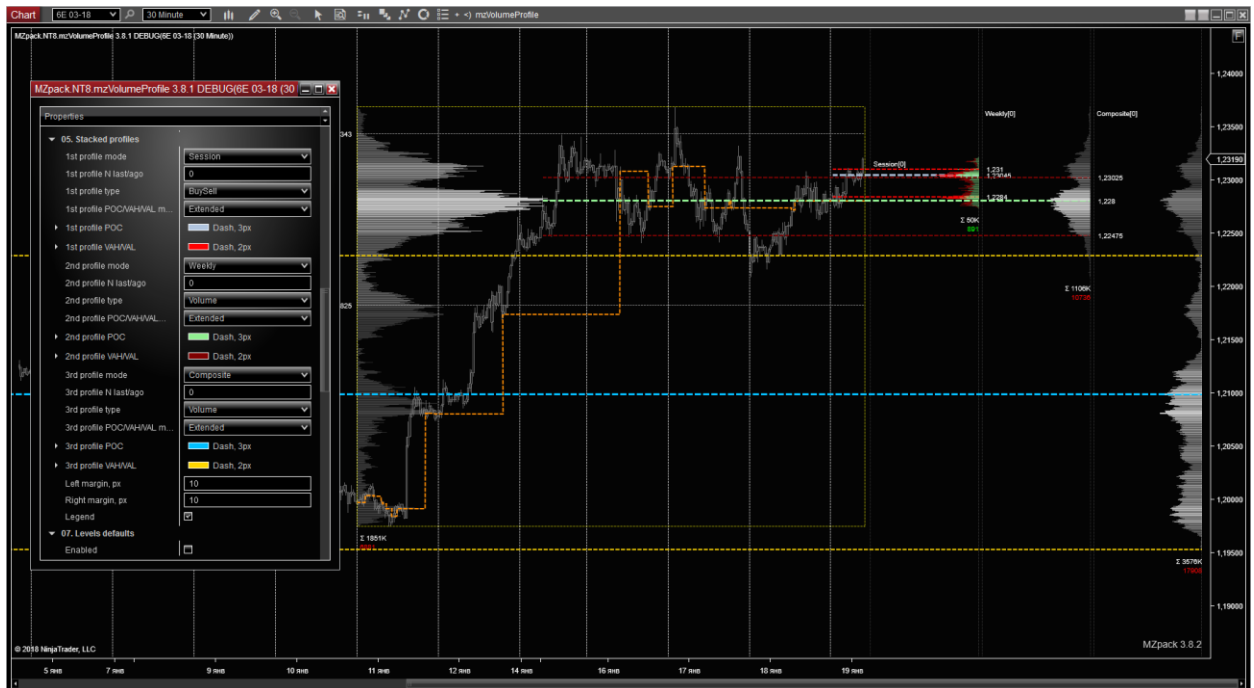 Chart 6E 03-18 30 Minute mzVolumeProfile
MZpack.NT8.mzVolumeProfile 3.8.1 DEBUG(6E 03-18 (30 Minute))
F
MZpack.NT8.mzVolumeProfile 3.8.1 DEBUG(6E 03-18 (30
Properties
05. Stacked profiles
1st profile mode Session
1st profile N last/ago 0
1st profile type BuySell
1st profile POC/VAH/VAL m... Extended
1st profile POC Dash, 3px
1st profile VAH/VAL Dash, 2px
2nd profile mode Weekly
2nd profile N last/ago 0
2nd profile type Volume
2nd profile POC/VAH/VAL... Extended
2nd profile POC Dash, 3px
2nd profile VAH/VAL Dash, 2px
3rd profile mode Composite
3rd profile N last/ago 0
3rd profile type Volume
3rd profile POC/VAH/VAL m... Extended
3rd profile POC Dash, 3px
3rd profile VAH/VAL Dash, 2px
Left margin, px 10
Right margin, px 10
Legend
07. Levels defaults
Enabled
343
825
Σ 1851K
Session[0]
Weekly[0]
Composite[0]
1,231
1,2284
Σ 50K
891
1,23025
1,228
1,22475
Σ 1106K
10726
Σ 3576K
17908
1,24000
1,23500
1,23190
1,23000
1,22500
1,22000
1,21500
1,21000
1,20500
1,20000
1,19500
1,19000
MZpack 3.8.2
© 2018 NinjaTrader, LLC
5 янв 7 янв 9 янв 10 янв 11 янв 12 янв 14 янв 16 янв 17 янв 18 янв 19 янв